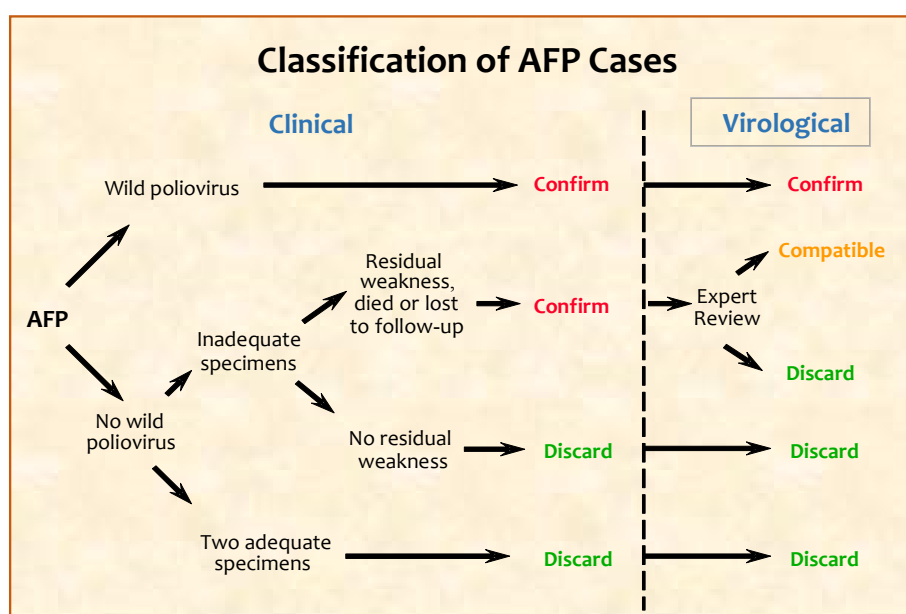 Classification of AFP Cases
Clinical
Virological
Wild poliovirus
Confirm
Confirm
Compatible
Residual
weakness,
died or lost
to follow-up
Confirm
Expert
Review
AFP
Inadequate
specimens
Discard
No wild
poliovirus
No residual
weakness
Discard
Discard
Two adequate
specimens
Discard
Discard